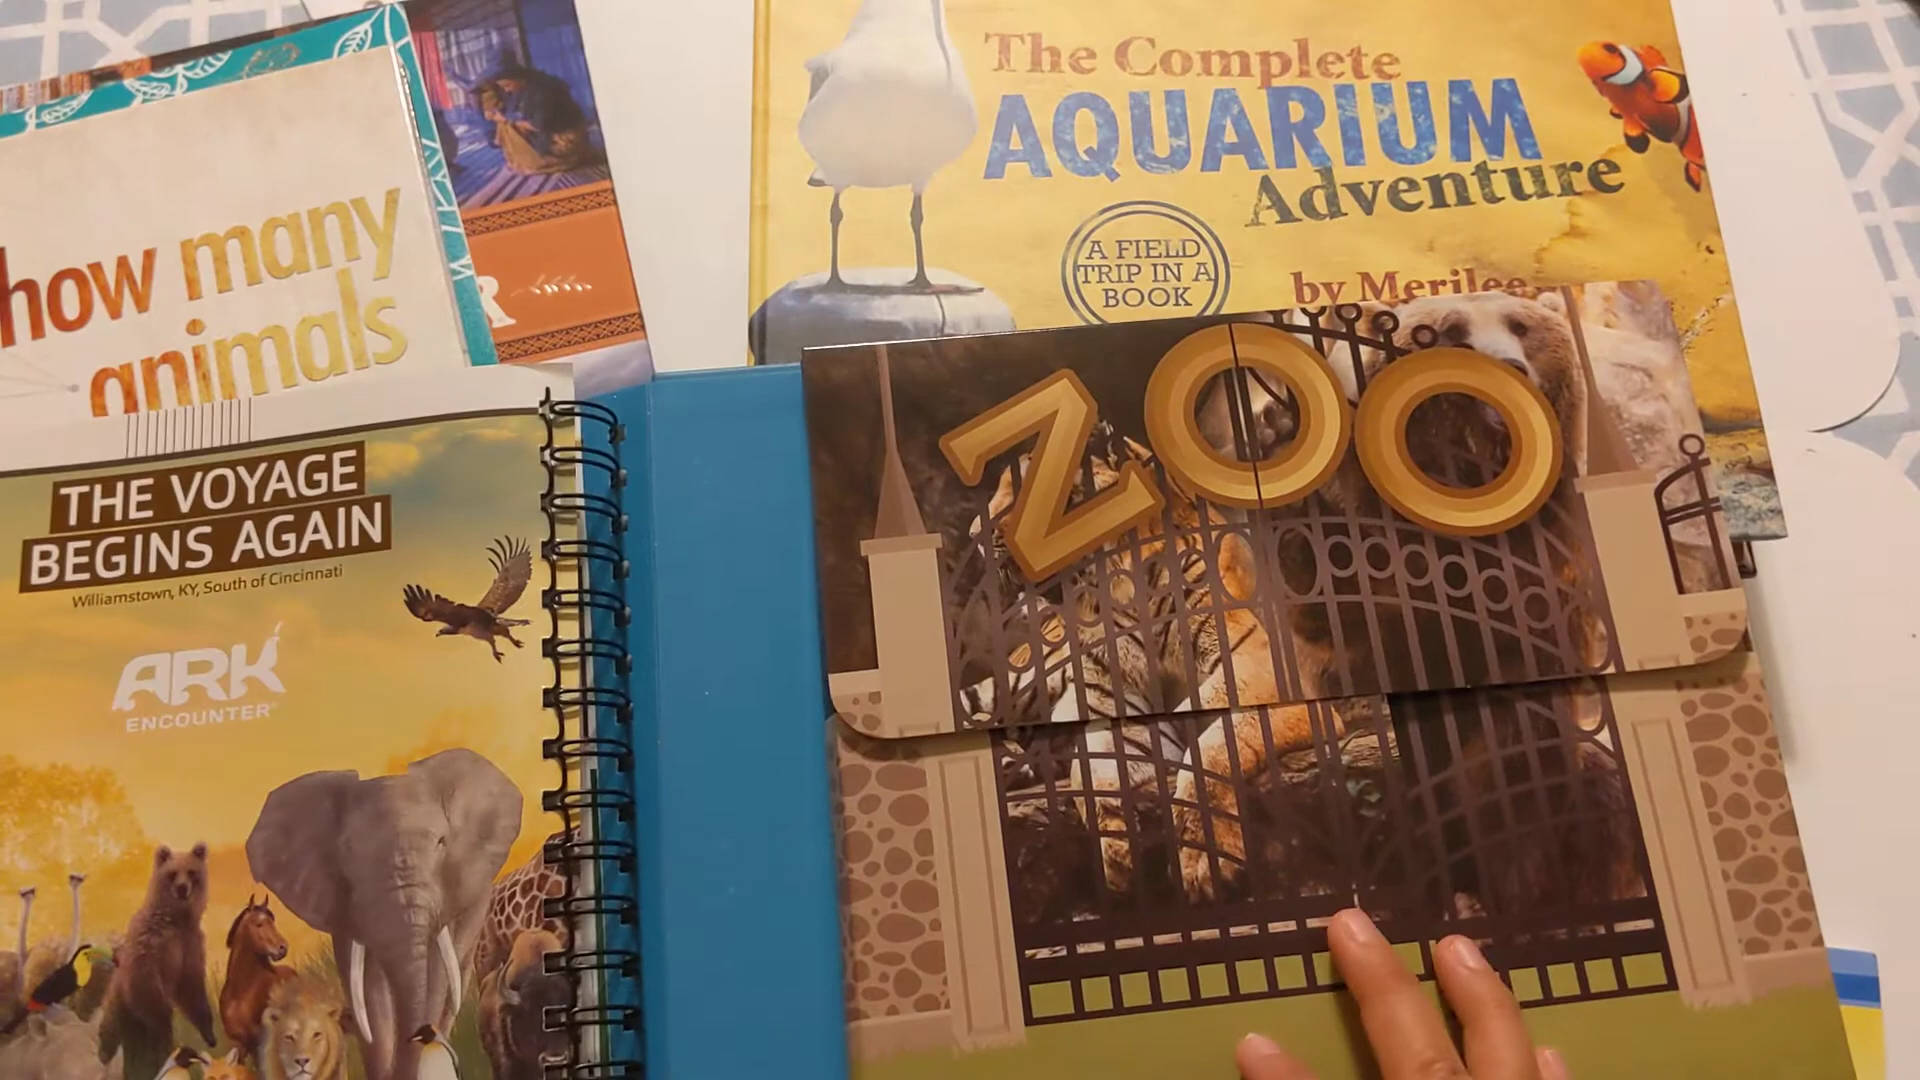 The Complete
AQUARIUM
Adventure
A FIELD
TRIP IN A
BOOK
by Merilee
how many
animals
R
ZOO
THE VOYAGE
BEGINS AGAIN
Williamstown, KY, South of Cincinnati
ARK
ENCOUNTER